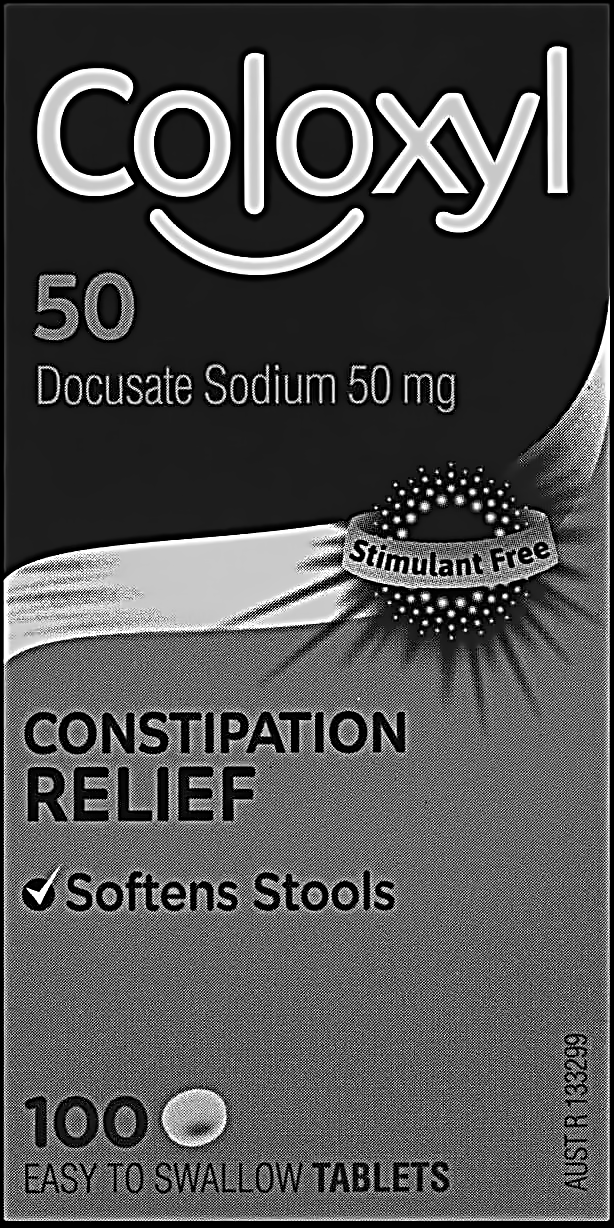 Coloxyl
50
Docusate Sodium 50 mg
Stimulant Free
CONSTIPATION
RELIEF
Softens Stools
100
EASY TO SWALLOW TABLETS
AUST R 133299